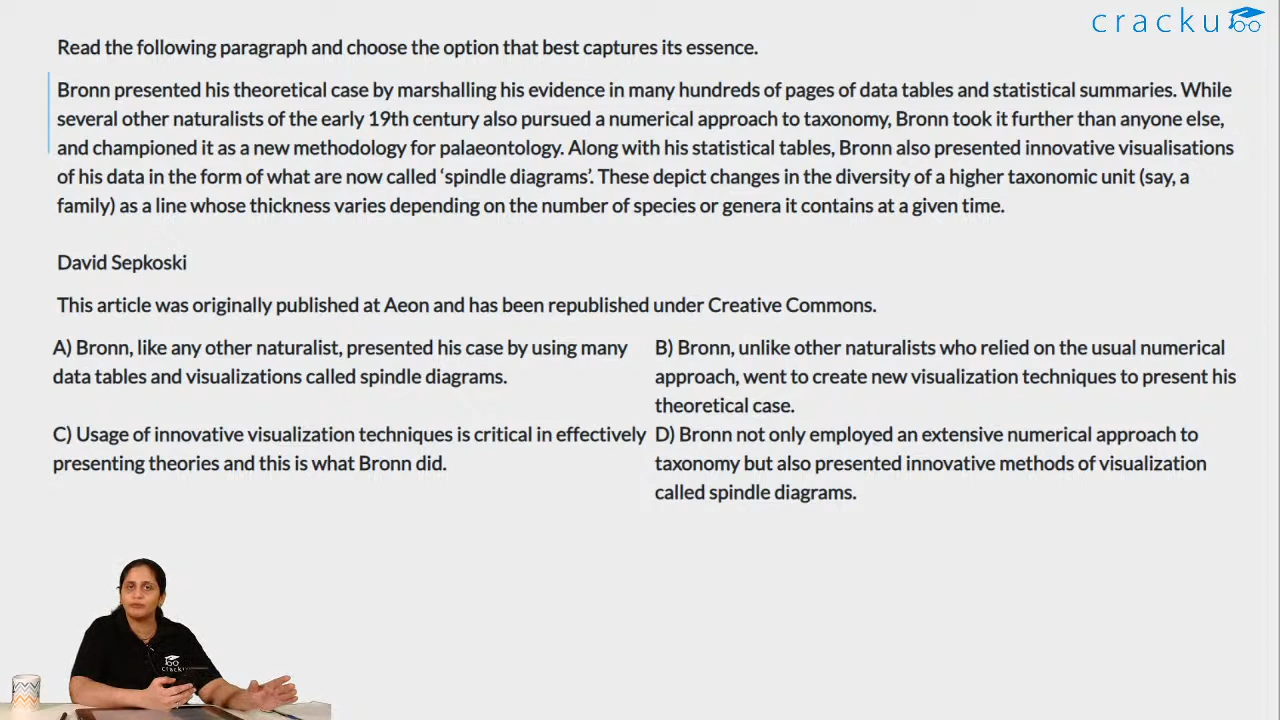 cracku
Read the following paragraph and choose the option that best captures its essence.
Bronn presented his theoretical case by marshalling his evidence in many hundreds of pages of data tables and statistical summaries. While
several other naturalists of the early 19th century also pursued a numerical approach to taxonomy, Bronn took it further than anyone else,
and championed it as a new methodology for palaeontology. Along with his statistical tables, Bronn also presented innovative visualisations
of his data in the form of what are now called ‘spindle diagrams’. These depict changes in the diversity of a higher taxonomic unit (say, a
family) as a line whose thickness varies depending on the number of species or genera it contains at a given time.
David Sepkoski
This article was originally published at Aeon and has been republished under Creative Commons.
A) Bronn, like any other naturalist, presented his case by using many
data tables and visualizations called spindle diagrams.
B) Bronn, unlike other naturalists who relied on the usual numerical
approach, went to create new visualization techniques to present his
theoretical case.
C) Usage of innovative visualization techniques is critical in effectively
presenting theories and this is what Bronn did.
D) Bronn not only employed an extensive numerical approach to
taxonomy but also presented innovative methods of visualization
called spindle diagrams.
cracku